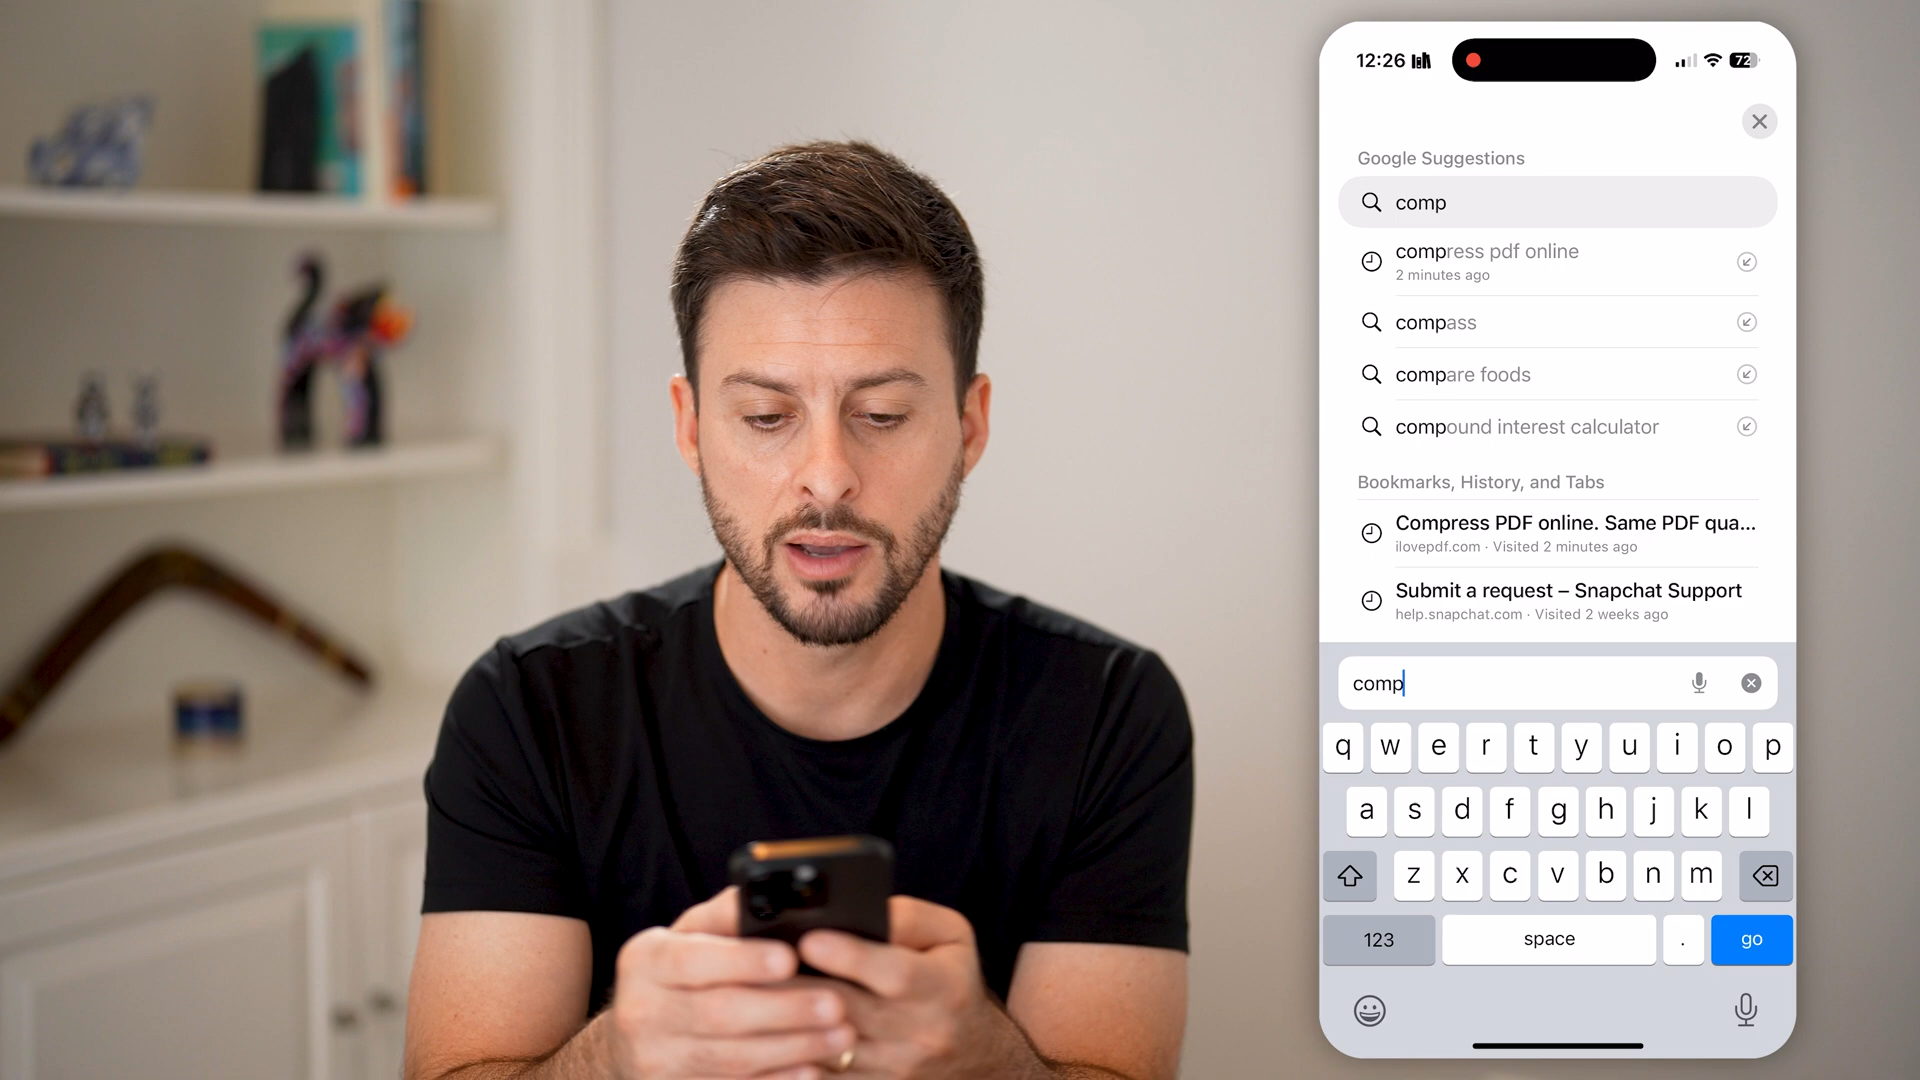 12:26
72
Google Suggestions
comp
compress pdf online
2 minutes ago
compass
compare foods
compound interest calculator
Bookmarks, History, and Tabs
Compress PDF online. Same PDF qua...
ilovepdf.com · Visited 2 minutes ago
Submit a request – Snapchat Support
help.snapchat.com · Visited 2 weeks ago
comp
q w e r t y u i o p
a s d f g h j k l
z x c v b n m
123 space . go